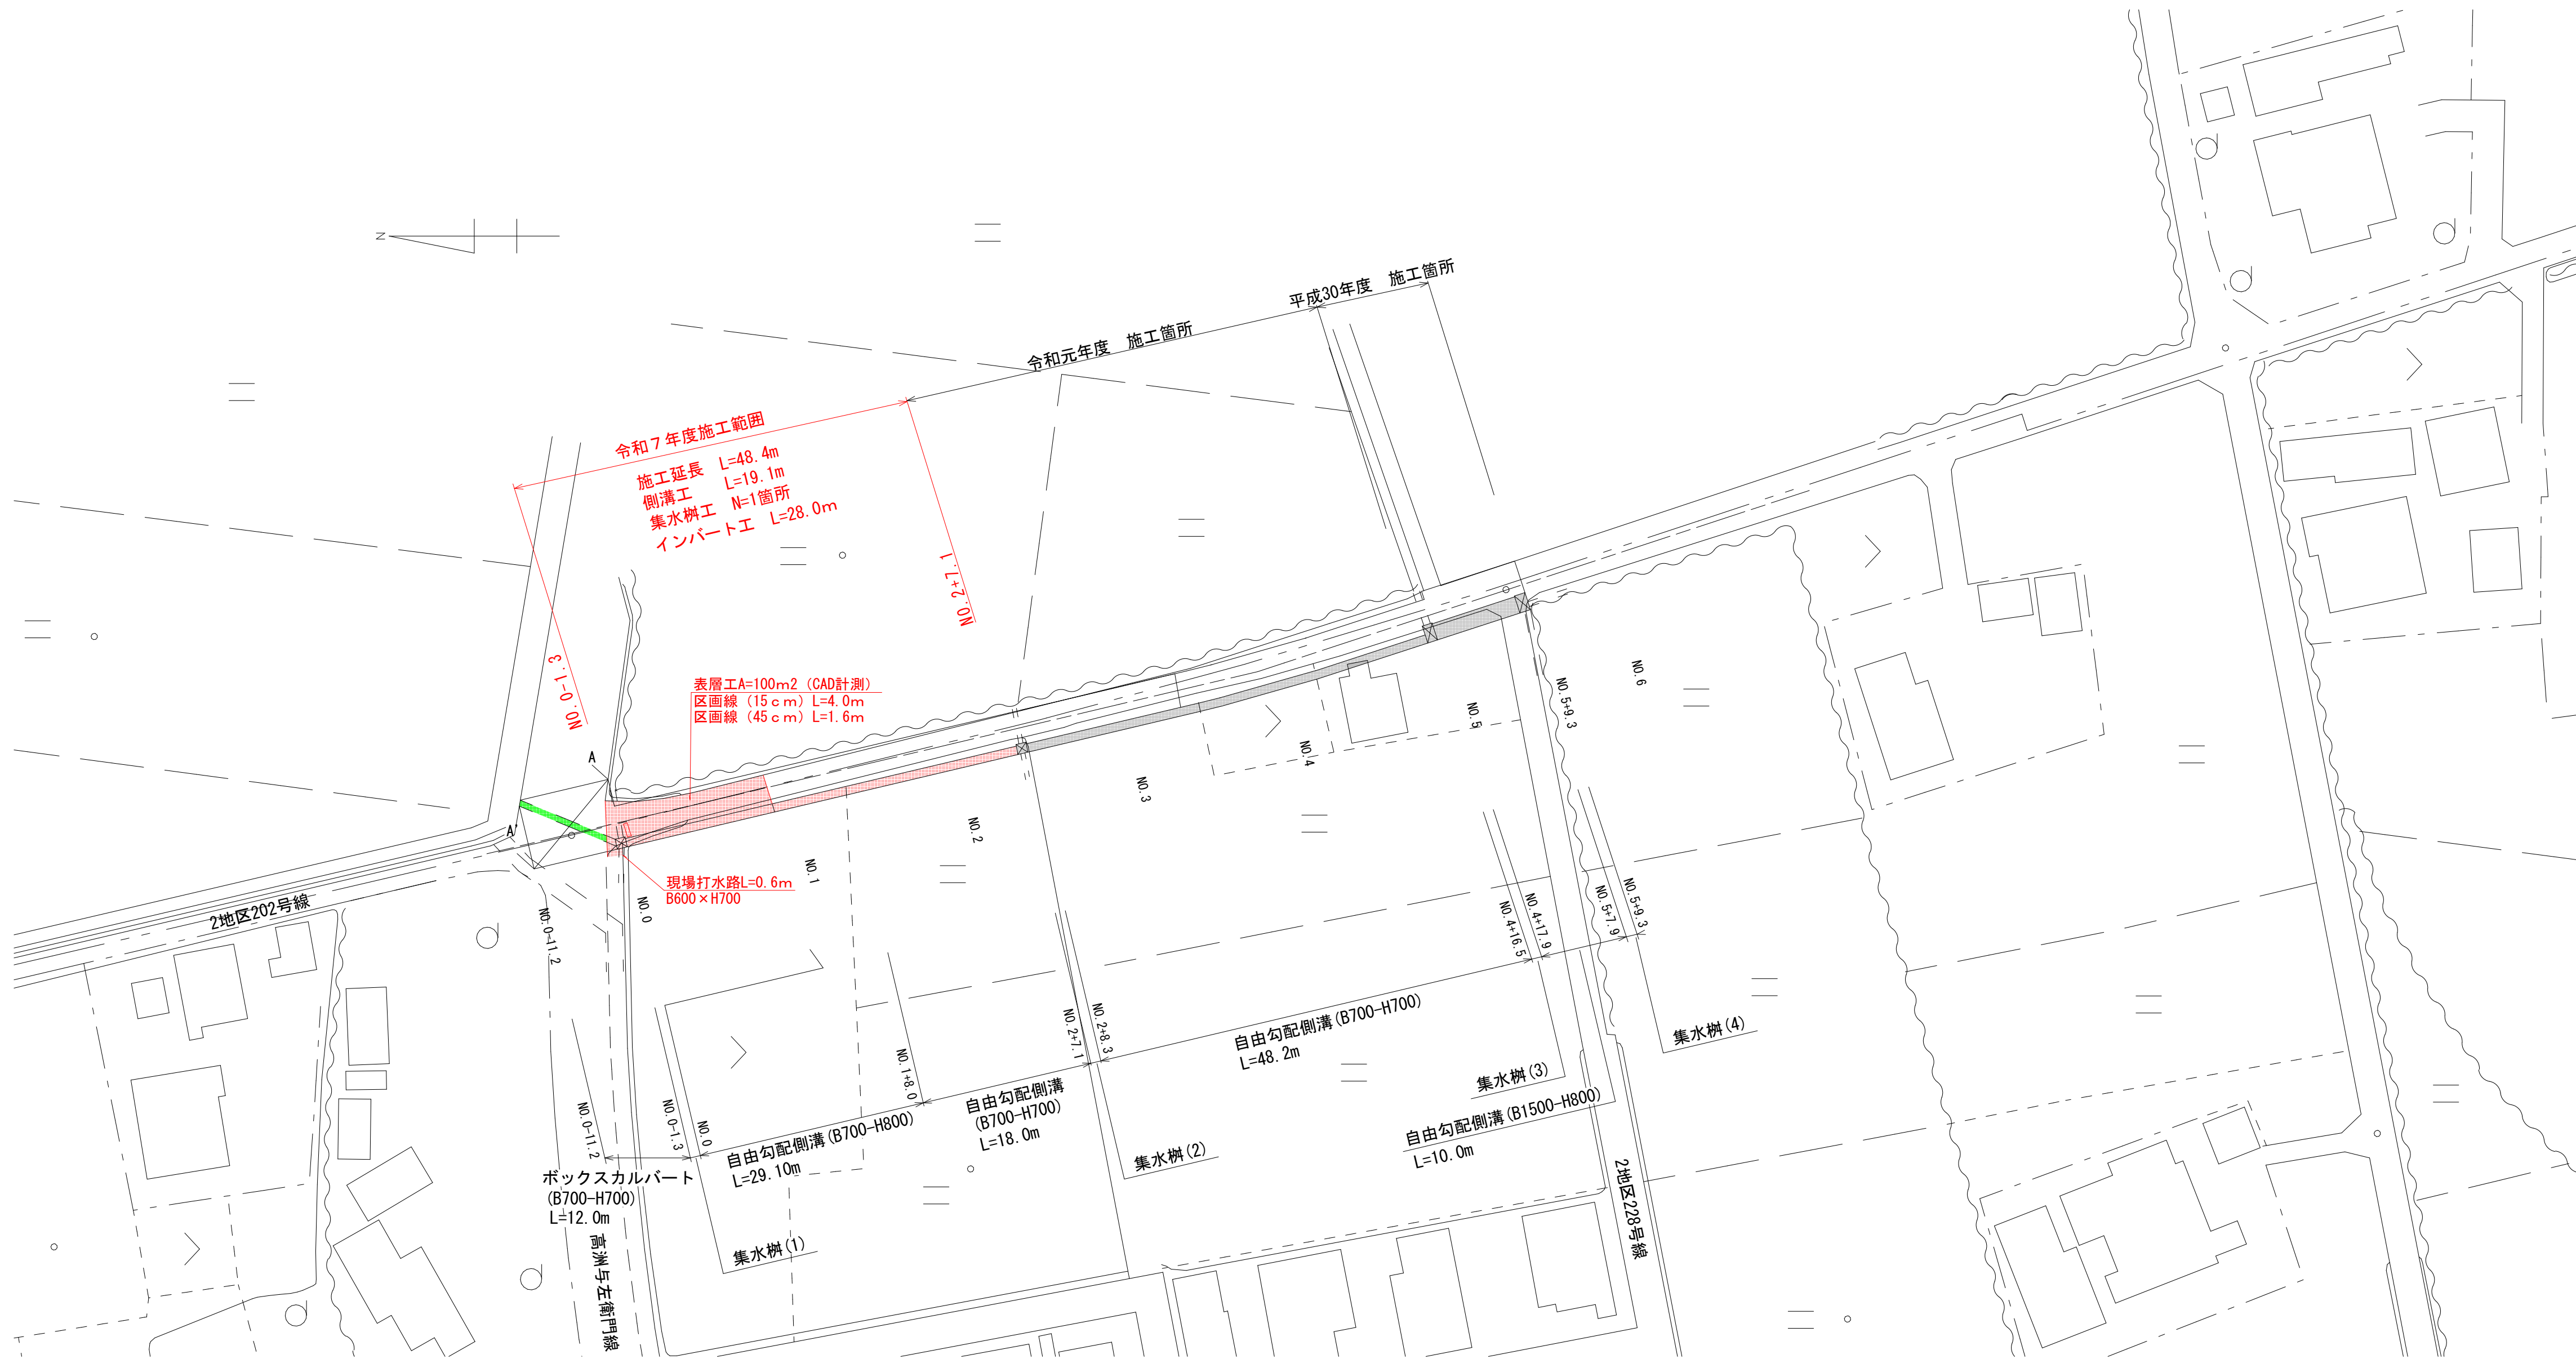 N
平成30年度　施工箇所
令和元年度　施工箇所
令和７年度施工範囲
施工延長　L=48.4m
側溝工　　L=19.1m
集水桝工　N=1箇所
インバート工　L=28.0m
NO.2+7.1
NO.0-1.3
表層工A=100m2（CAD計測）
区画線（15ｃｍ）L=4.0m
区画線（45ｃｍ）L=1.6m
A
A'
現場打水路L=0.6m
B600×H700
2地区202号線
NO.0-11.2
NO.0
NO.1
NO.2
NO.3
NO.4
NO.5
NO.5+9.3
NO.6
NO.0-11.2
NO.0-1.3
NO.0
NO.1+8.0
NO.2+7.1
NO.2+8.3
NO.4+16.5
NO.4+17.9
NO.5+7.9
NO.5+9.3
ボックスカルバート
(B700-H700)
L=12.0m
自由勾配側溝(B700-H800)
L=29.10m
自由勾配側溝
(B700-H700)
L=18.0m
自由勾配側溝(B700-H700)
L=48.2m
自由勾配側溝(B1500-H800)
L=10.0m
集水桝(1)
集水桝(2)
集水桝(3)
集水桝(4)
高洲与左衛門線
2地区228号線